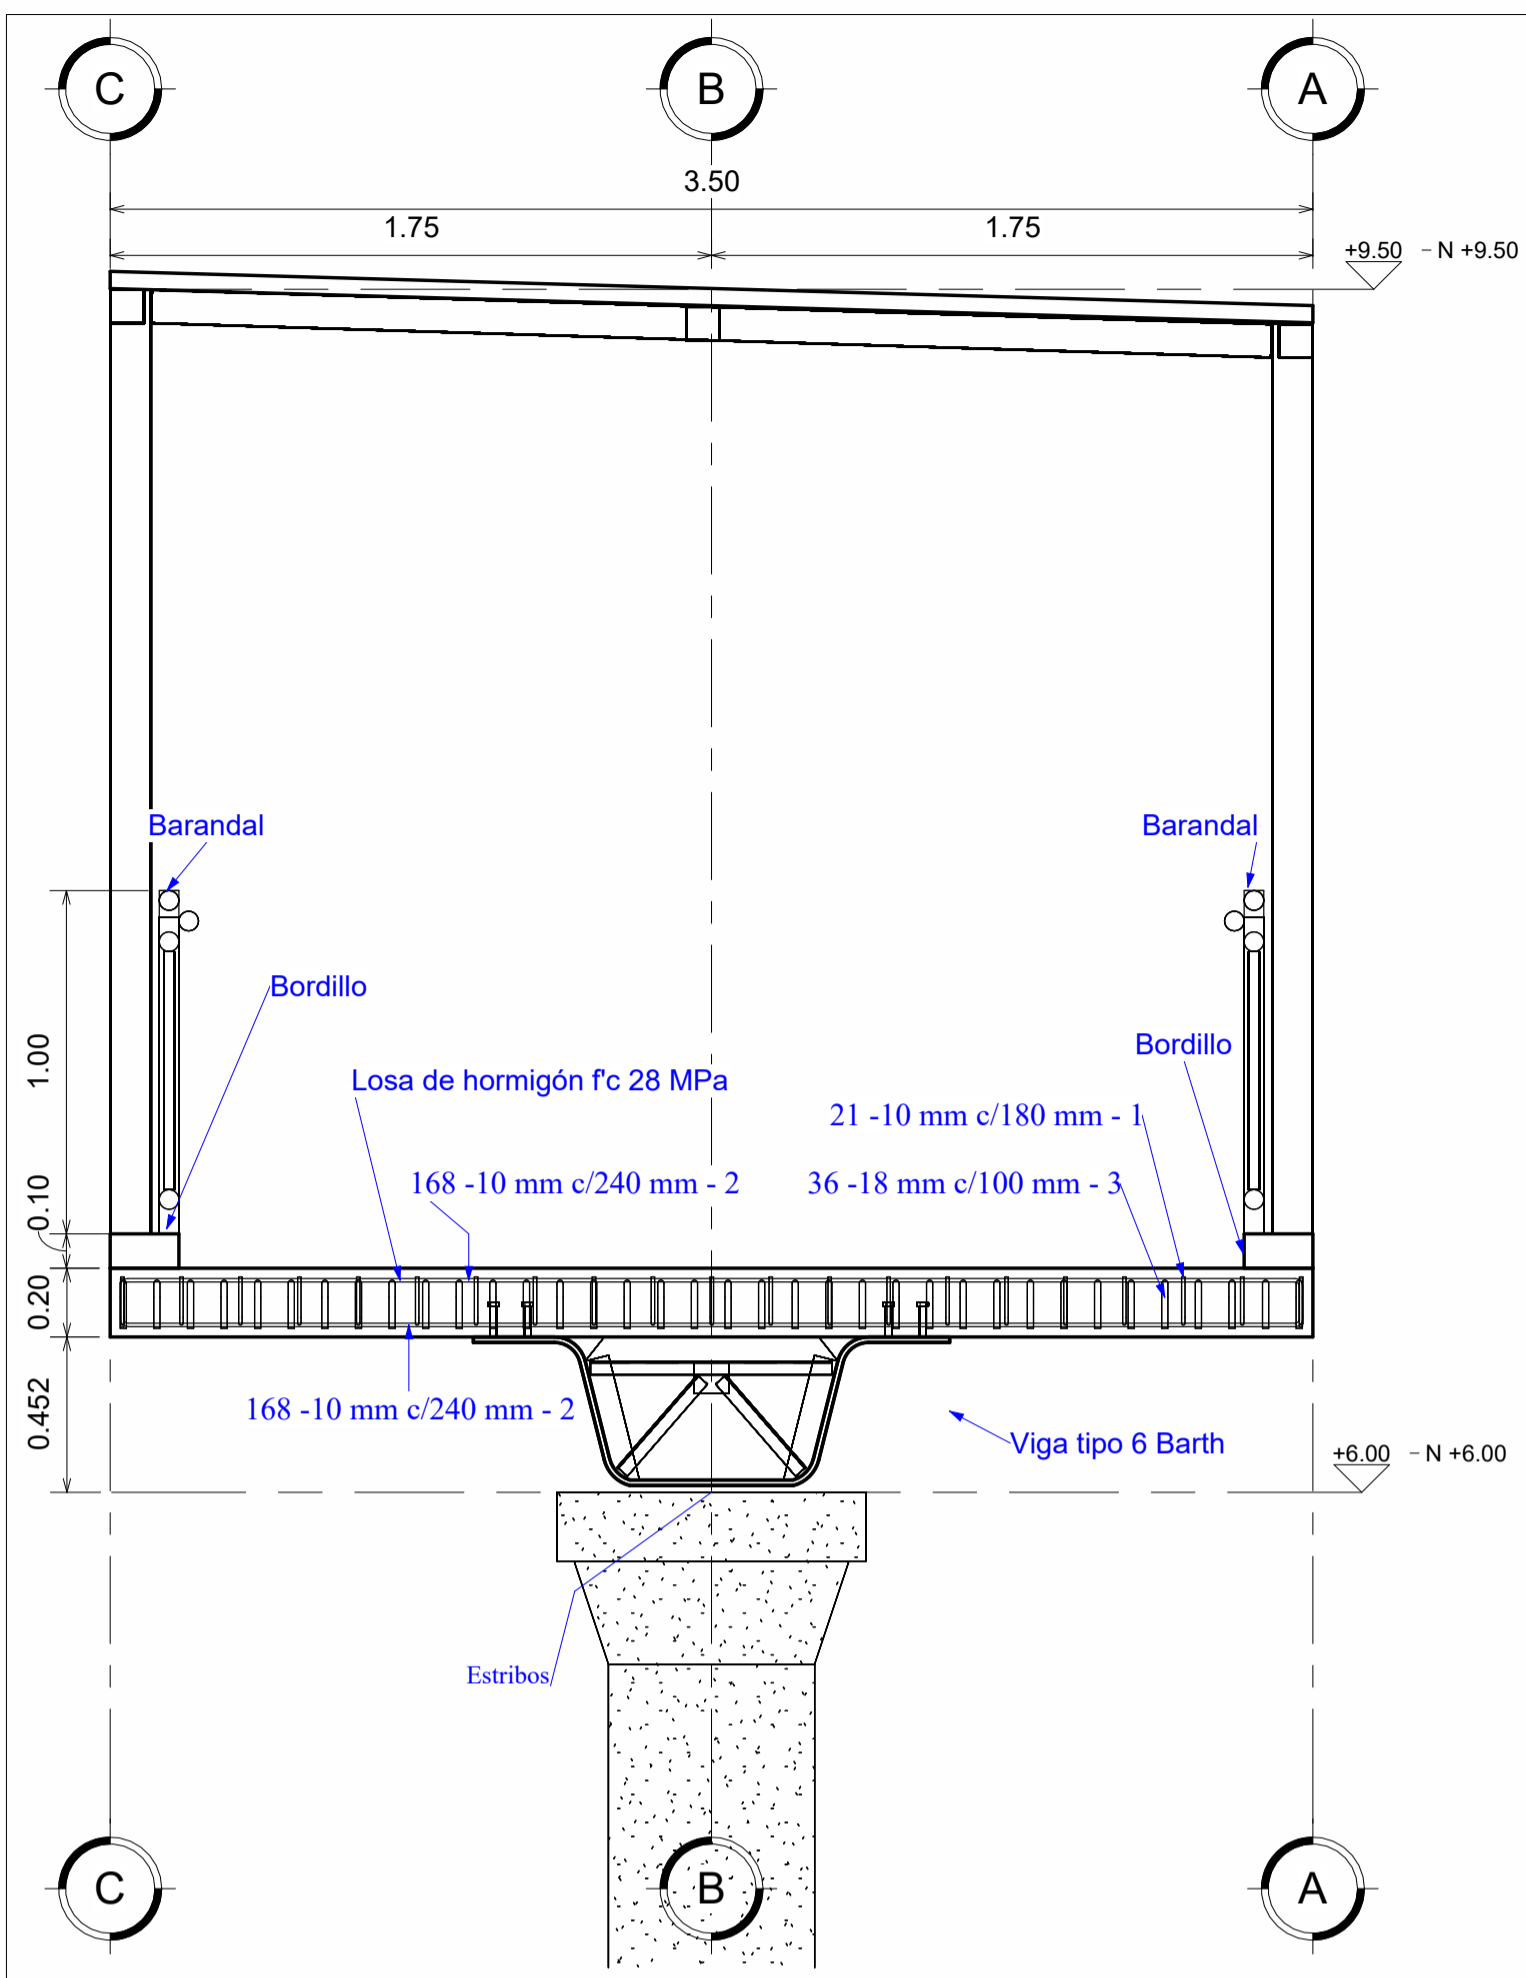 C
B
A
3.50
1.75
1.75
+9.50 - N +9.50
Barandal
Barandal
Bordillo
Bordillo
1.00
Losa de hormigón f'c 28 MPa
21 -10 mm c/180 mm - 1
168 -10 mm c/240 mm - 2
36 -18 mm c/100 mm - 3
0.10
0.20
0.452
168 -10 mm c/240 mm - 2
Viga tipo 6 Barth
+6.00 - N +6.00
Estribos
C
B
A